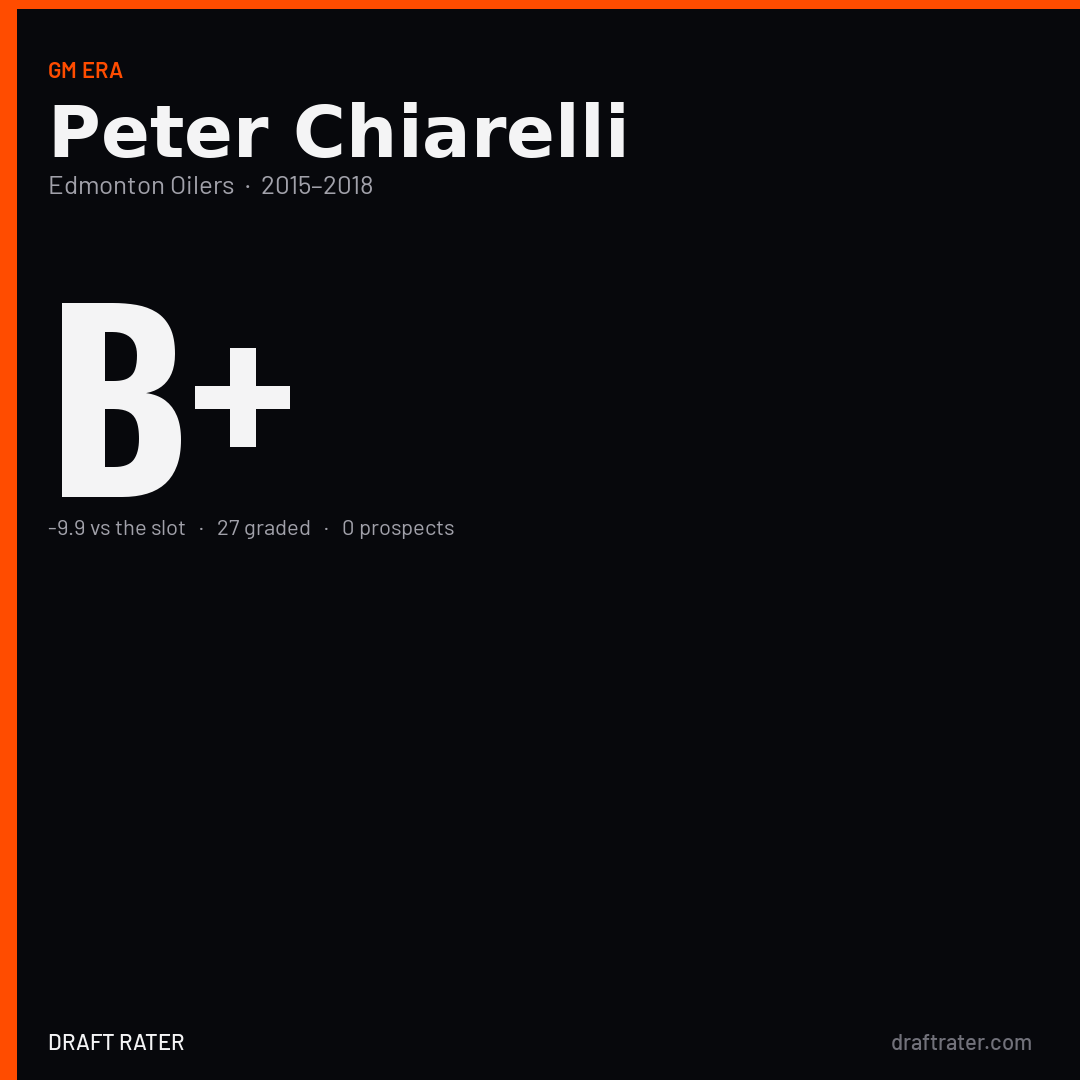 GM ERA
Peter Chiarelli
Edmonton Oilers · 2015–2018
B+
-9.9 vs the slot · 27 graded · 0 prospects
DRAFT RATER
draftrater.com